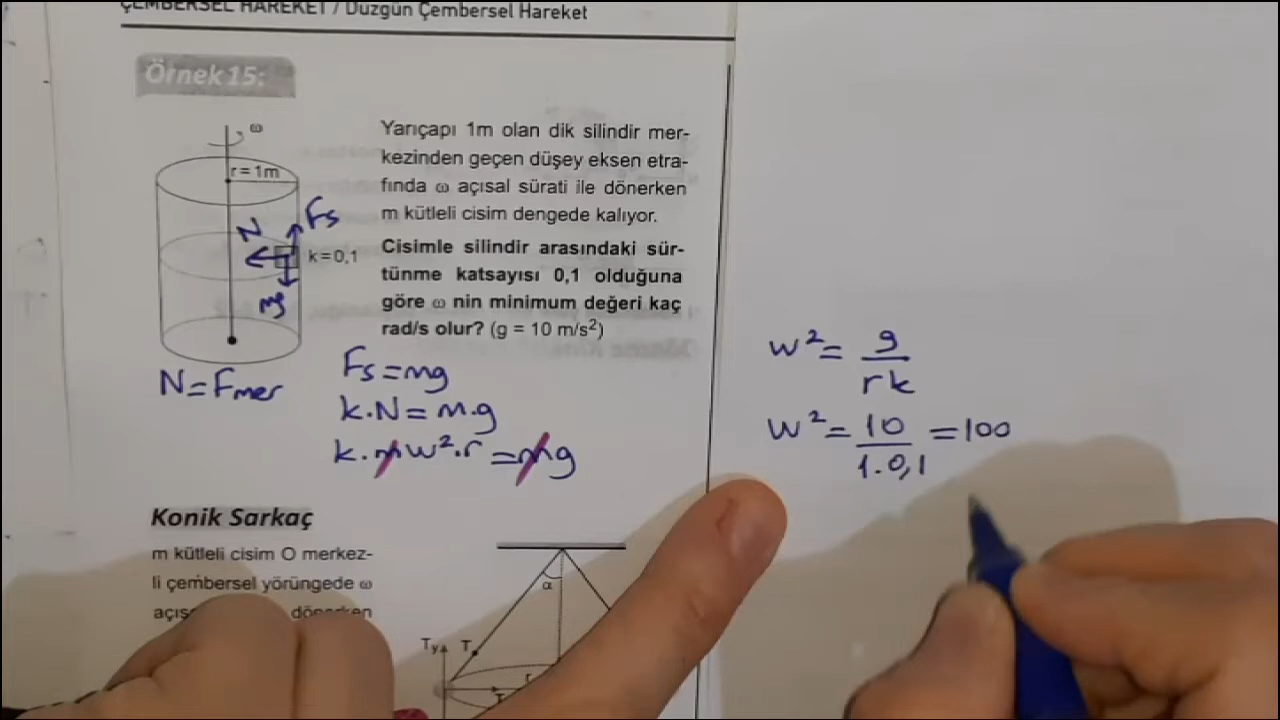 ÇEMBERSEL HAREKET / Düzgün Çembersel Hareket
Örnek 15:
ω
r = 1m
Fs
N
k = 0,1
mg
Yarıçapı 1m olan dik silindir mer-
kezinden geçen düşey eksen etra-
fında ω açısal sürati ile dönerken
m kütleli cisim dengede kalıyor.
Cisimle silindir arasındaki sür-
tünme katsayısı 0,1 olduğuna
göre ω nin minimum değeri kaç
rad/s olur? (g = 10 m/s²)
N = Fmer
Fs = mg
k.N = m.g
k.mw².r = mg
w² = g / rk
w² = 10 / 1.0,1 = 100
Konik Sarkaç
m kütleli cisim O merkez-
li çembersel yörüngede ω
dönerken
α
Ty
T
r